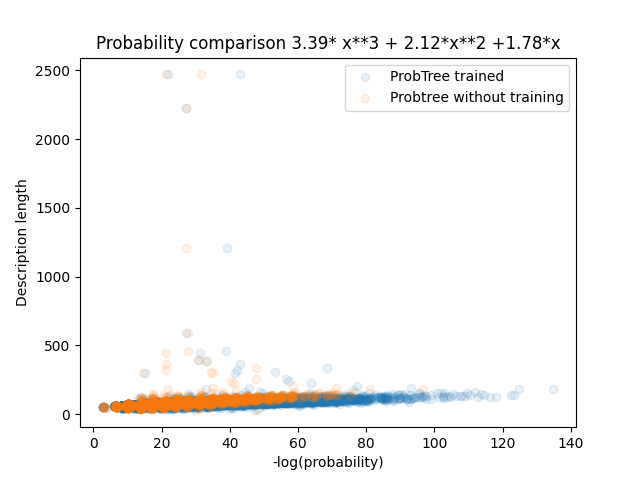 Probability comparison 3.39* x**3 + 2.12*x**2 +1.78*x
ProbTree trained
Probtree without training
Description length
2500
2000
1500
1000
500
0
0 20 40 60 80 100 120 140
-log(probability)